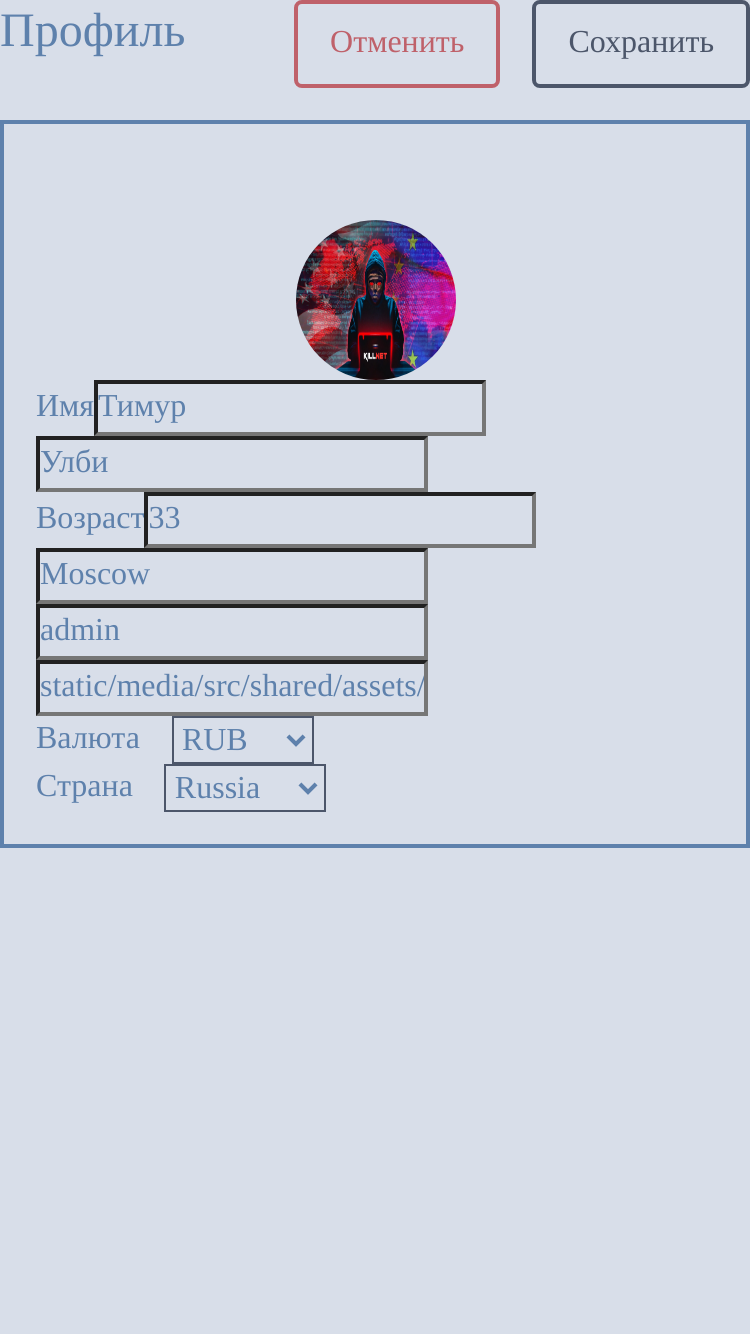 Профиль
Отменить
Сохранить
KILLNET
Имя Тимур
Улби
Возраст 33
Moscow
admin
static/media/src/shared/assets/
Валюта RUB
Страна Russia